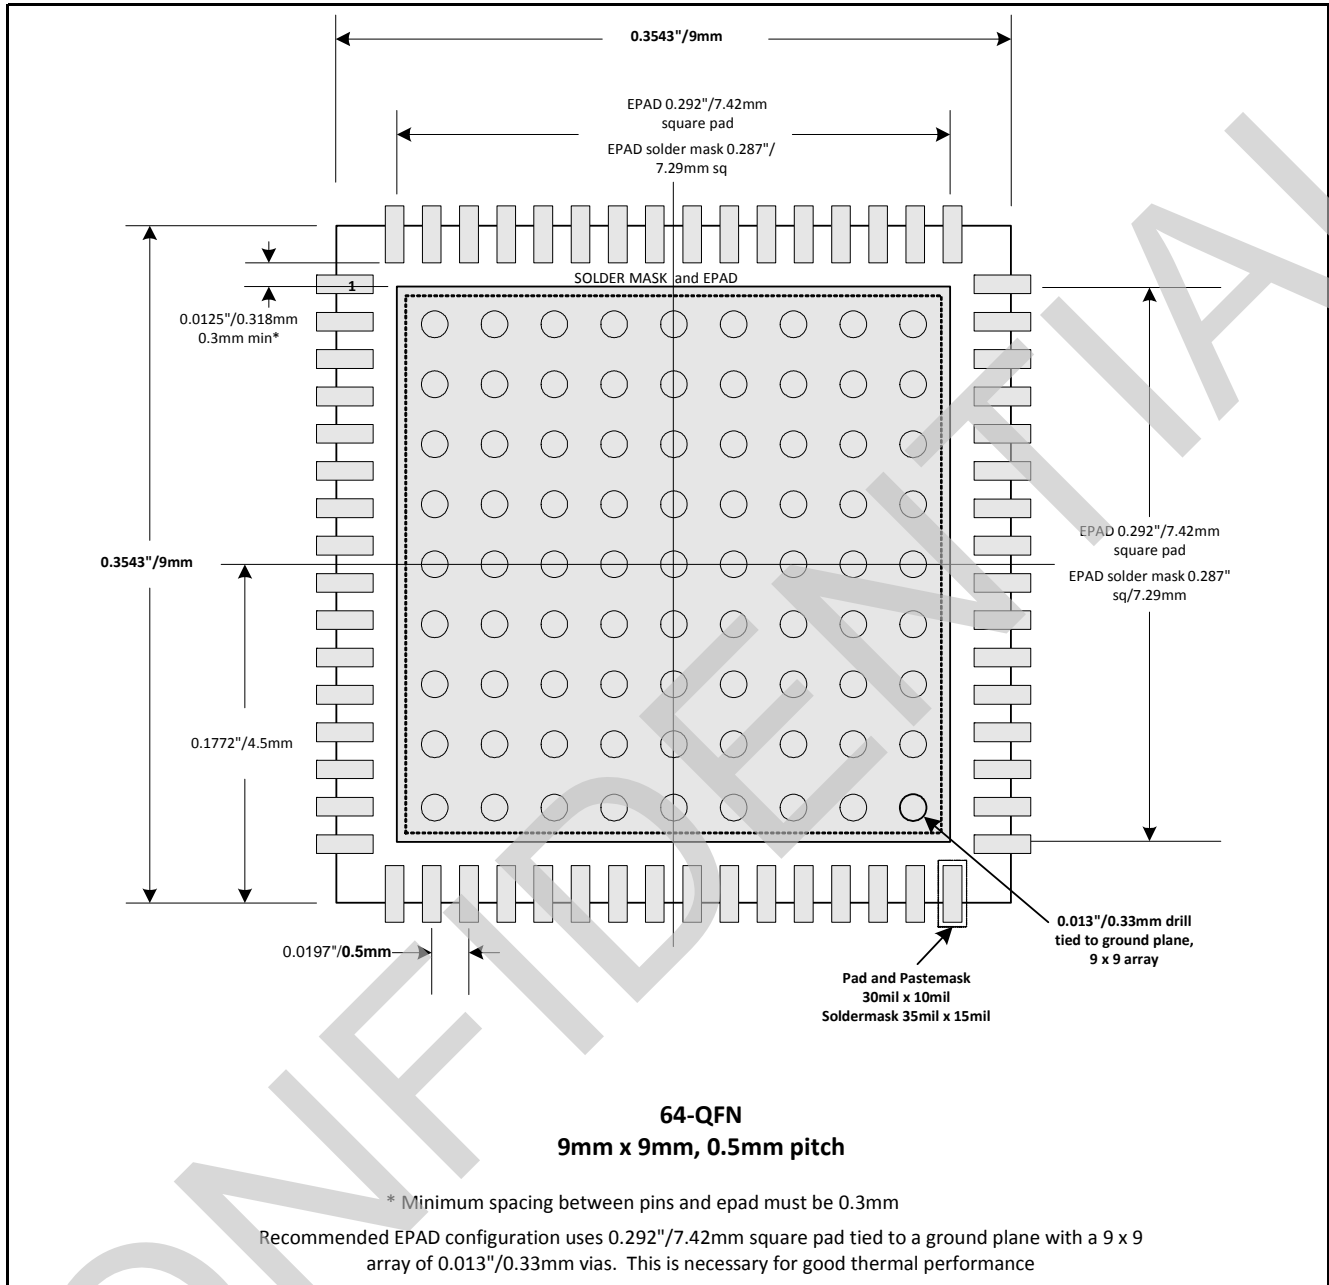 0.3543"/9mm
EPAD 0.292"/7.42mm
square pad
EPAD solder mask 0.287"/
7.29mm sq
SOLDER MASK and EPAD
1
0.0125"/0.318mm
0.3mm min*
EPAD 0.292"/7.42mm
square pad
EPAD solder mask 0.287"
sq/7.29mm
0.3543"/9mm
0.1772"/4.5mm
0.0197"/0.5mm
0.013"/0.33mm drill
tied to ground plane,
9 x 9 array
Pad and Pastemask
30mil x 10mil
Soldermask 35mil x 15mil
64-QFN
9mm x 9mm, 0.5mm pitch
* Minimum spacing between pins and epad must be 0.3mm
Recommended EPAD configuration uses 0.292"/7.42mm square pad tied to a ground plane with a 9 x 9
array of 0.013"/0.33mm vias. This is necessary for good thermal performance
ONFIDENTIAL